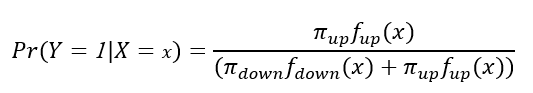 Pr(Y = 1|X = x) = π_up f_up(x) / (π_down f_down(x) + π_up f_up(x))